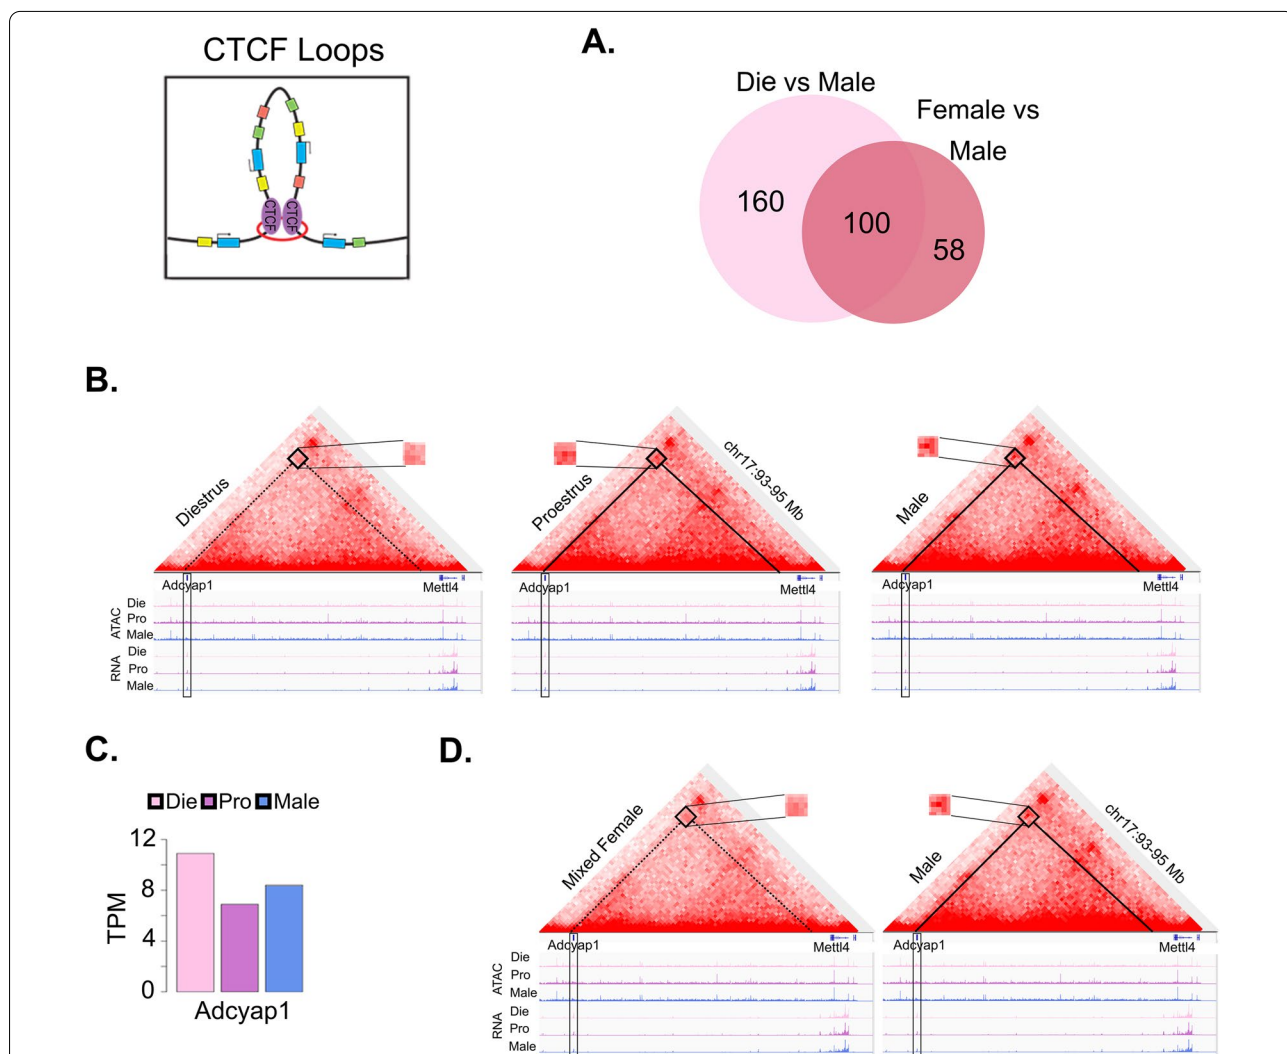 CTCF Loops
CTCF
CTCF
A.
Die vs Male
Female vs
Male
160
100
58
B.
Diestrus
Proestrus
chr17:93-95 Mb
Male
Adcyap1
Mettl4
Adcyap1
Mettl4
Adcyap1
Mettl4
ATAC
Die
Pro
Male
RNA
Die
Pro
Male
C.
Die Pro Male
TPM
12
8
4
0
Adcyap1
D.
Mixed Female
Male
chr17:93-95 Mb
Adcyap1
Mettl4
Adcyap1
Mettl4
ATAC
Die
Pro
Male
RNA
Die
Pro
Male